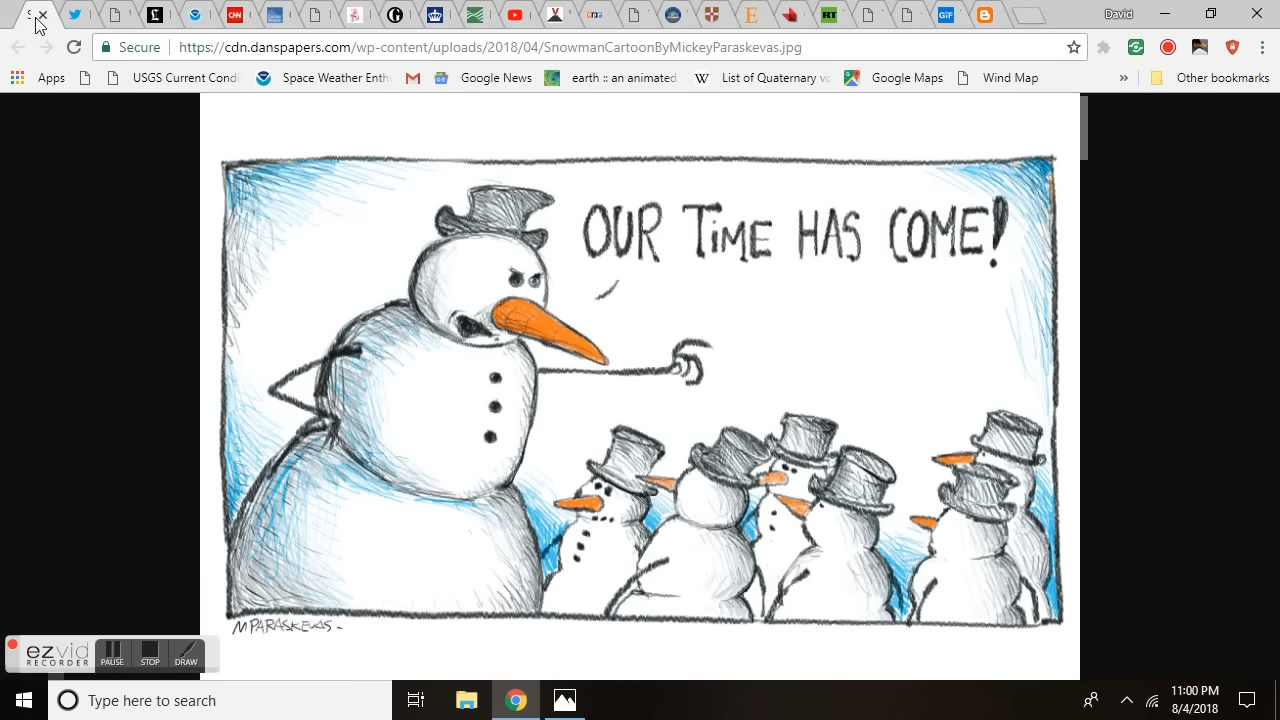 David
Secure
https://cdn.danspapers.com/wp-content/uploads/2018/04/SnowmanCartoonByMickeyParaskevas.jpg
Apps
USGS Current Condi
Space Weather Enth
Google News
earth :: an animated
List of Quaternary vo
Google Maps
Wind Map
Other bookmarks
OUR TiME HAS COME!
MPARASKEVAS-
ezvid
RECORDER
PAUSE
STOP
DRAW
Type here to search
11:00 PM
8/4/2018